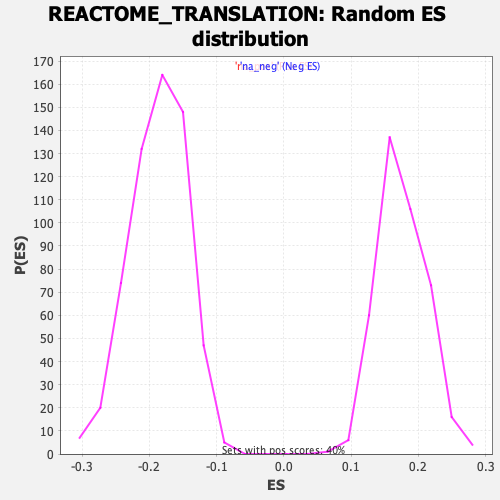 REACTOME_TRANSLATION: Random ES
distribution
'na_neg' (Neg ES)
P(ES)
170
160
150
140
130
120
110
100
90
80
70
60
50
40
30
20
10
0
Sets with pos scores: 40%
-0.3 -0.2 -0.1 0.0 0.1 0.2 0.3
ES